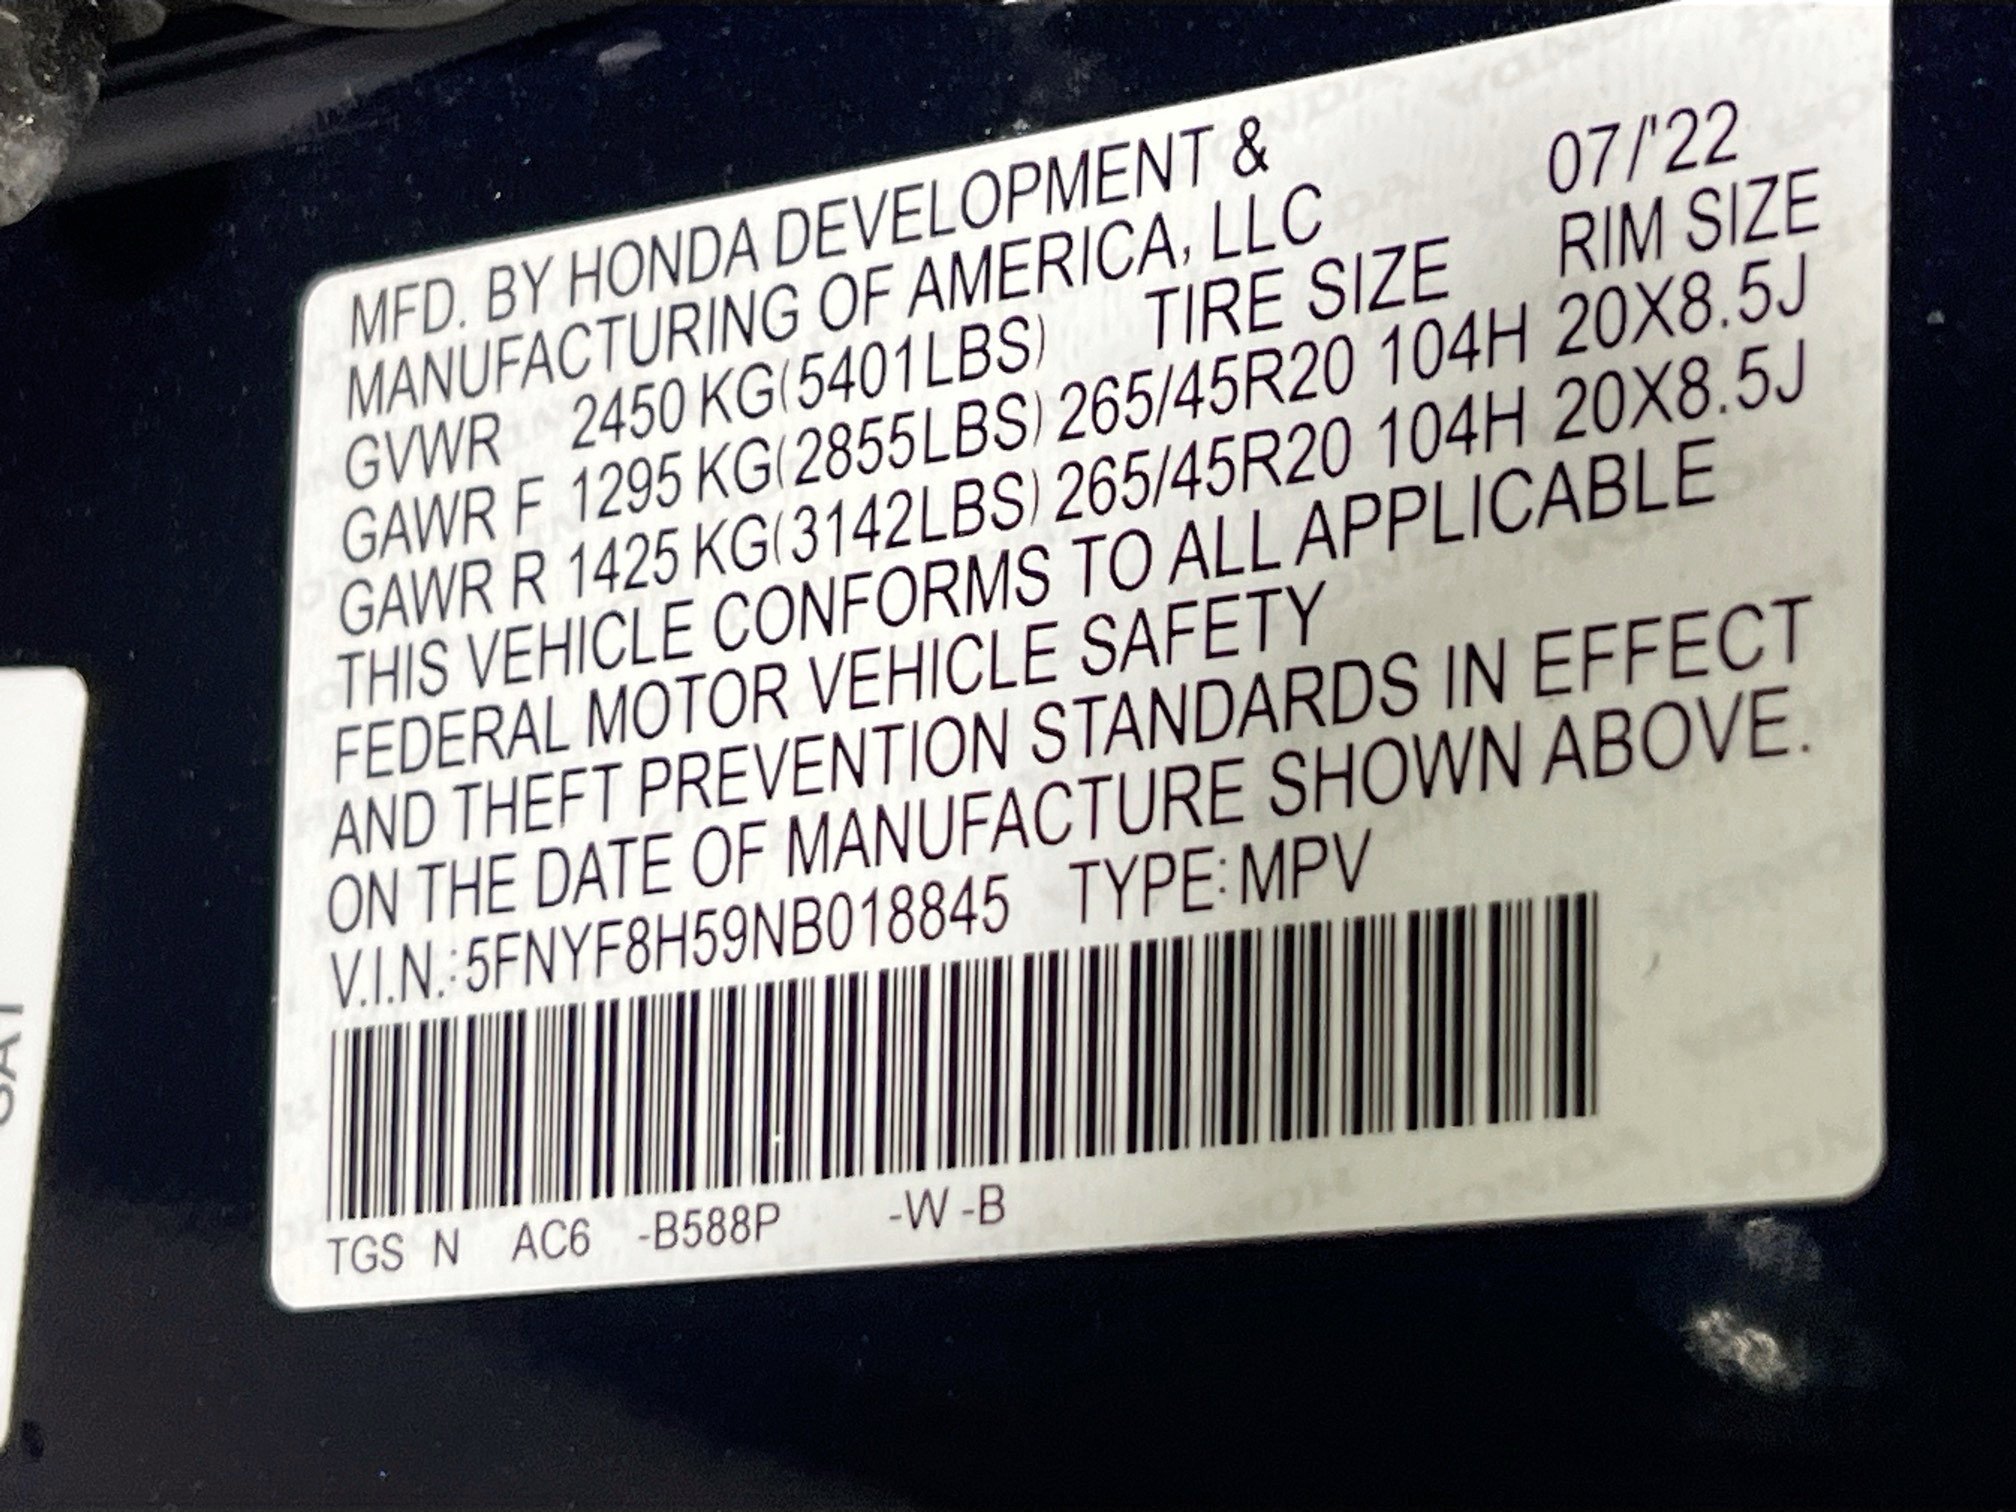 MFD. BY HONDA DEVELOPMENT & 07/'22
MANUFACTURING OF AMERICA, LLC
TIRE SIZE RIM SIZE
GVWR 2450 KG(5401LBS)
GAWR F 1295 KG(2855LBS) 265/45R20 104H 20X8.5J
GAWR R 1425 KG(3142LBS) 265/45R20 104H 20X8.5J
THIS VEHICLE CONFORMS TO ALL APPLICABLE
FEDERAL MOTOR VEHICLE SAFETY
AND THEFT PREVENTION STANDARDS IN EFFECT
ON THE DATE OF MANUFACTURE SHOWN ABOVE.
V.I.N.:5FNYF8H59NB018845 TYPE:MPV
TGS N AC6 -B588P -W -B